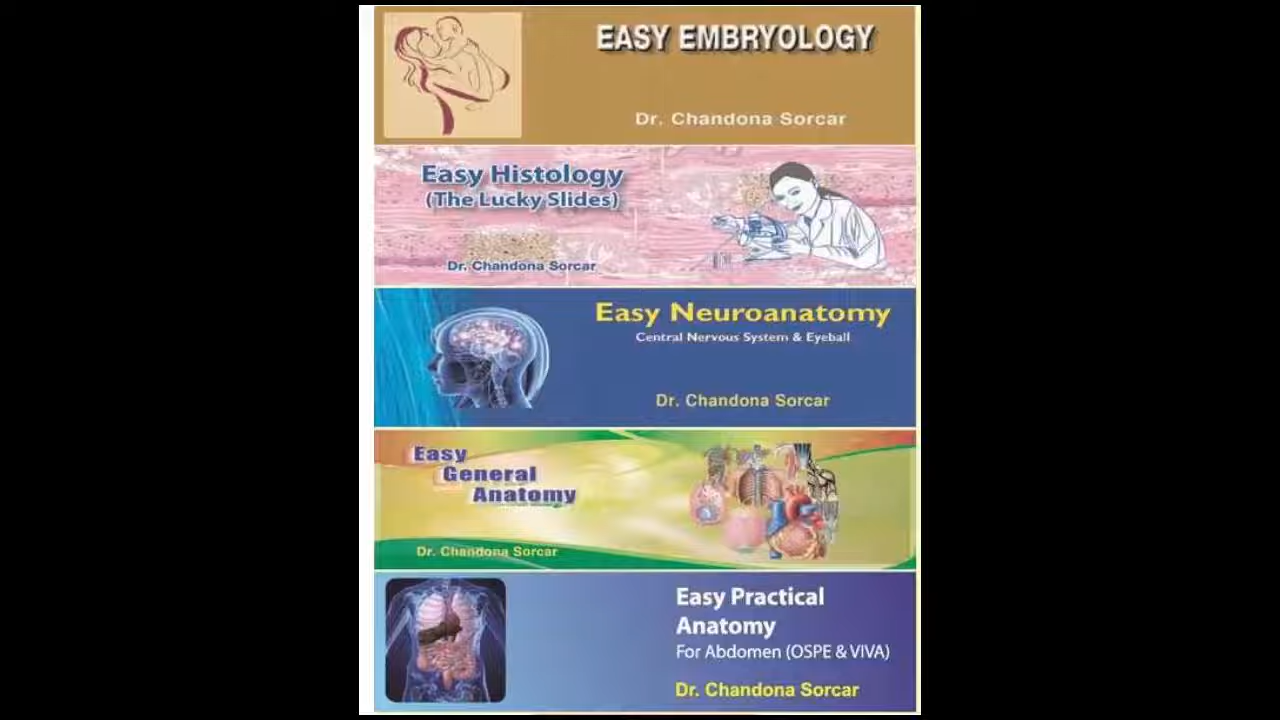 EASY EMBRYOLOGY
Dr. Chandona Sorcar
Easy Histology
(The Lucky Slides)
Dr. Chandona Sorcar
Easy Neuroanatomy
Central Nervous System & Eyeball
Dr. Chandona Sorcar
Easy
General
Anatomy
Dr. Chandona Sorcar
Easy Practical
Anatomy
For Abdomen (OSPE & VIVA)
Dr. Chandona Sorcar